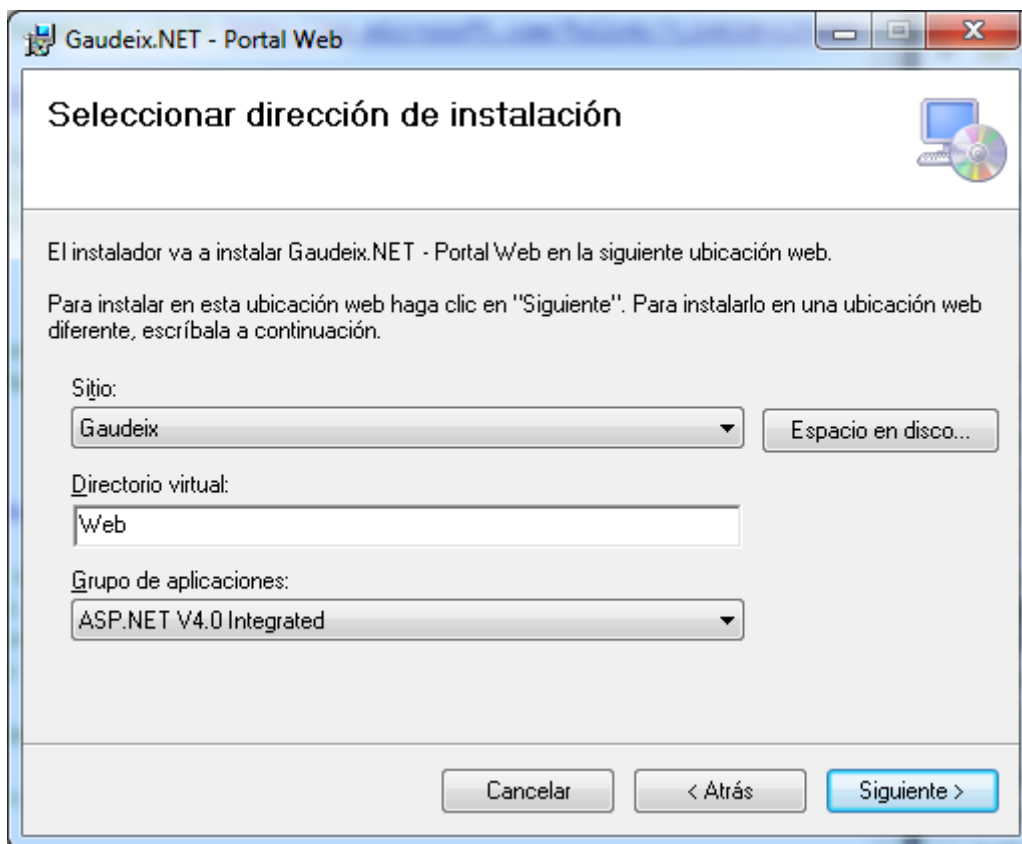 Gaudeix.NET - Portal Web
Seleccionar dirección de instalación
El instalador va a instalar Gaudeix.NET - Portal Web en la siguiente ubicación web.
Para instalar en esta ubicación web haga clic en "Siguiente". Para instalarlo en una ubicación web
diferente, escríbala a continuación.
Sitio:
Gaudeix
Espacio en disco...
Directorio virtual:
Web
Grupo de aplicaciones:
ASP.NET V4.0 Integrated
Cancelar
< Atrás
Siguiente >